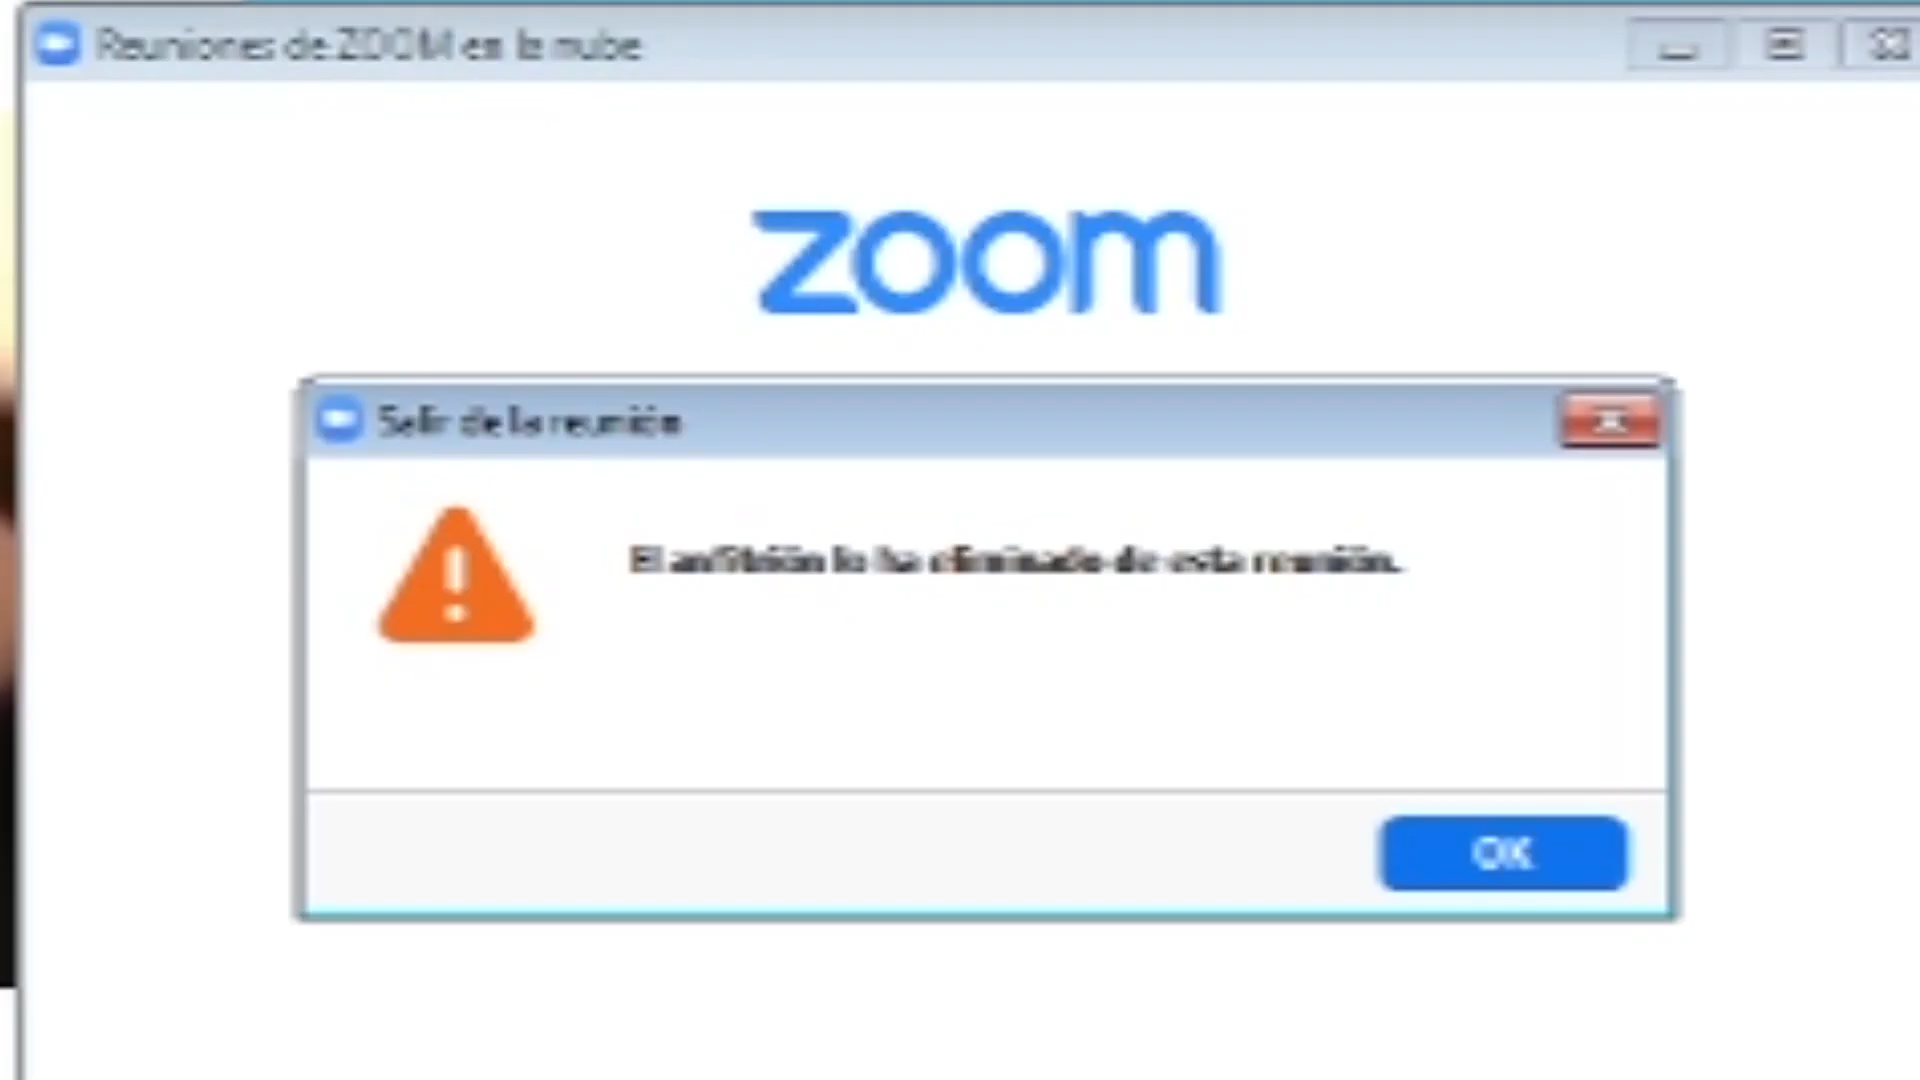 Reuniones de ZOOM en la nube
zoom
Salir de la reunión
El anfitrión lo ha eliminado de esta reunión.
OK